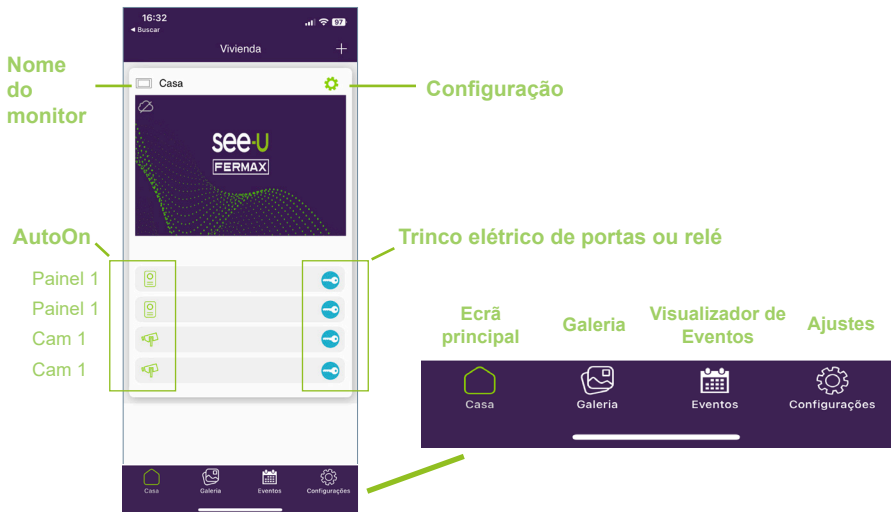 16:32
97
◄ Buscar
Vivienda
+
Nome
do
monitor
Casa
Configuração
see-u
FERMAX
AutoOn
Trinco elétrico de portas ou relé
Painel 1
Painel 1
Cam 1
Cam 1
Ecrã
principal
Galeria
Visualizador de
Eventos
Ajustes
Casa
Galeria
Eventos
Configurações
Casa
Galeria
Eventos
Configurações